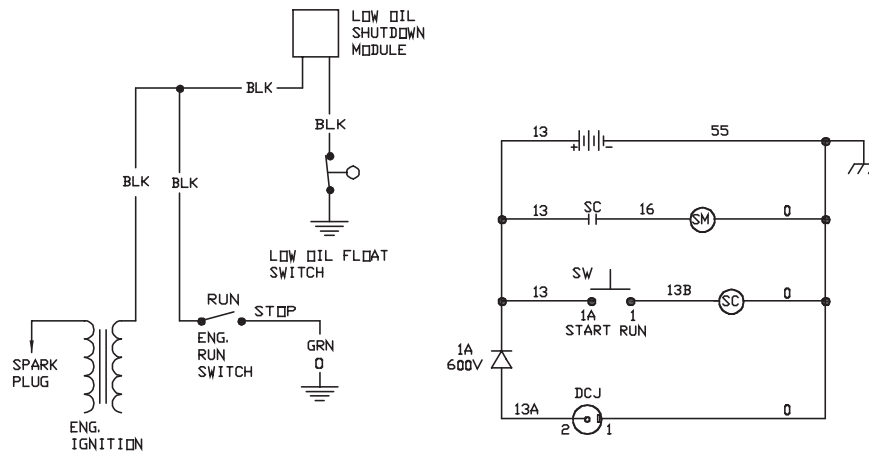 LOW OIL
SHUTDOWN
MODULE
BLK
BLK
BLK
BLK
LOW OIL FLOAT
SWITCH
RUN
STOP
ENG.
RUN
SWITCH
GRN
0
SPARK
PLUG
ENG.
IGNITION
13
+
-
55
13
SC
16
SM
0
SW
13
13B
SC
0
1A
1
START RUN
1A
600V
DCJ
13A
0
2
1